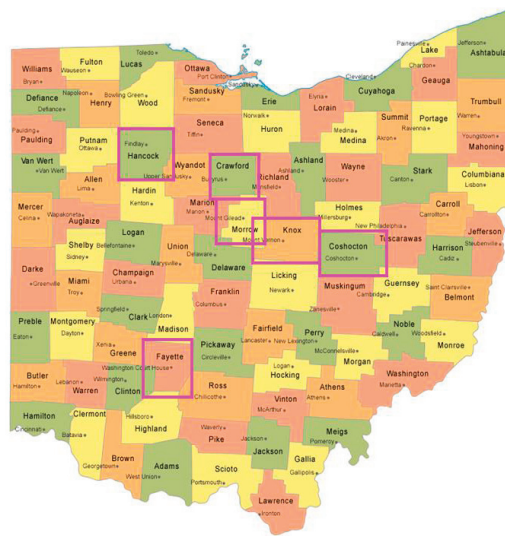 Williams
Bryan
Fulton
Wauseon
Toledo
Lucas
Ottawa
Port Clinton
Sandusky
Painesville
Lake
Jefferson
Ashtabula
Chardon
Geauga
Cleveland
Cuyahoga
Defiance
Defiance
Napoleon
Henry
Bowling Green
Wood
Sandusky
Fremont
Erie
Norwalk
Huron
Elyria
Lorain
Medina
Medina
Summit
Akron
Portage
Ravenna
Trumbull
Warren
Youngstown
Mahoning
Paulding
Paulding
Putnam
Ottawa
Findlay
Hancock
Seneca
Tiffin
Van Wert
Van Wert
Allen
Lima
Upper Sandusky
Wyandot
Crawford
Bucyrus
Richland
Mansfield
Ashland
Ashland
Wayne
Wooster
Stark
Canton
Columbiana
Lisbon
Mercer
Celina
Wapakoneta
Auglaize
Hardin
Kenton
Marion
Marion
Mount Gilead
Morrow
Holmes
Millersburg
New Philadelphia
Tuscarawas
Carroll
Carrollton
Jefferson
Steubenville
Shelby
Sidney
Logan
Bellefontaine
Union
Marysville
Delaware
Delaware
Knox
Mount Vernon
Coshocton
Coshocton
Harrison
Cadiz
Darke
Greenville
Miami
Troy
Champaign
Urbana
Franklin
Columbus
Licking
Newark
Muskingum
Zanesville
Guernsey
Cambridge
Saint Clairsville
Belmont
Preble
Eaton
Montgomery
Dayton
Springfield
Clark
London
Madison
Fairfield
Lancaster
Perry
New Lexington
Noble
Caldwell
Woodsfield
Monroe
Xenia
Greene
Fayette
Washington Court House
Pickaway
Circleville
Logan
Hocking
McConnelsville
Morgan
Washington
Marietta
Butler
Hamilton
Lebanon
Warren
Wilmington
Clinton
Ross
Chillicothe
Vinton
McArthur
Athens
Athens
Hamilton
Cincinnati
Clermont
Batavia
Hillsboro
Highland
Waverly
Pike
Jackson
Jackson
Meigs
Pomeroy
Georgetown
Brown
West Union
Adams
Scioto
Portsmouth
Gallia
Gallipolis
Lawrence
Ironton